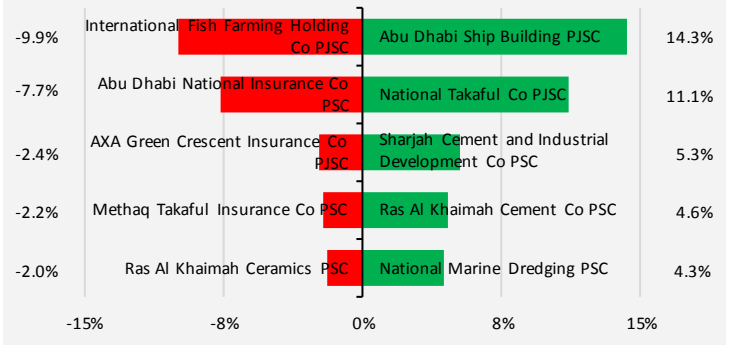 -9.9%
International Fish Farming Holding
Co PJSC
Abu Dhabi Ship Building PJSC
14.3%
-7.7%
Abu Dhabi National Insurance Co
PSC
National Takaful Co PJSC
11.1%
-2.4%
AXA Green Crescent Insurance Co
PJSC
Sharjah Cement and Industrial
Development Co PSC
5.3%
-2.2%
Methaq Takaful Insurance Co PSC
Ras Al Khaimah Cement Co PSC
4.6%
-2.0%
Ras Al Khaimah Ceramics PSC
National Marine Dredging PSC
4.3%
-15%
-8%
0%
8%
15%